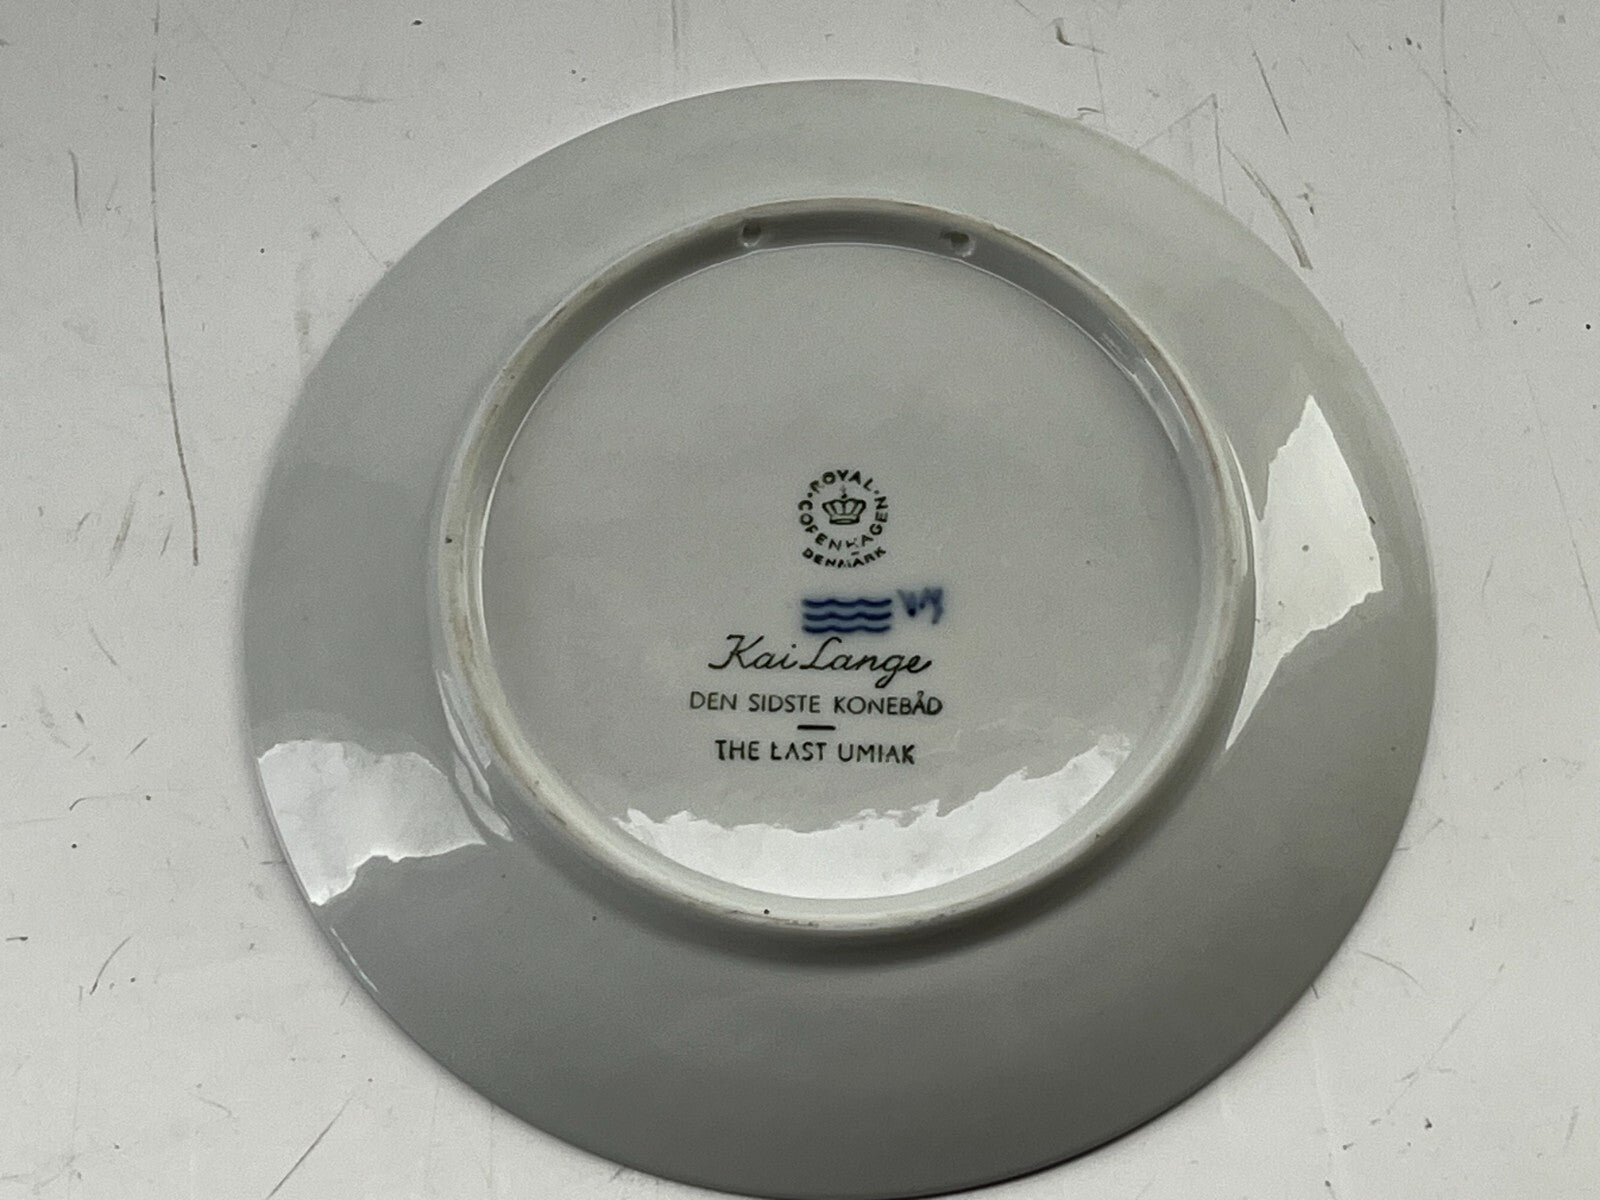 ROYAL
COPENHAGEN
DENMARK
Kai Lange
DEN SIDSTE KONEBÅD
THE LAST UMIAK